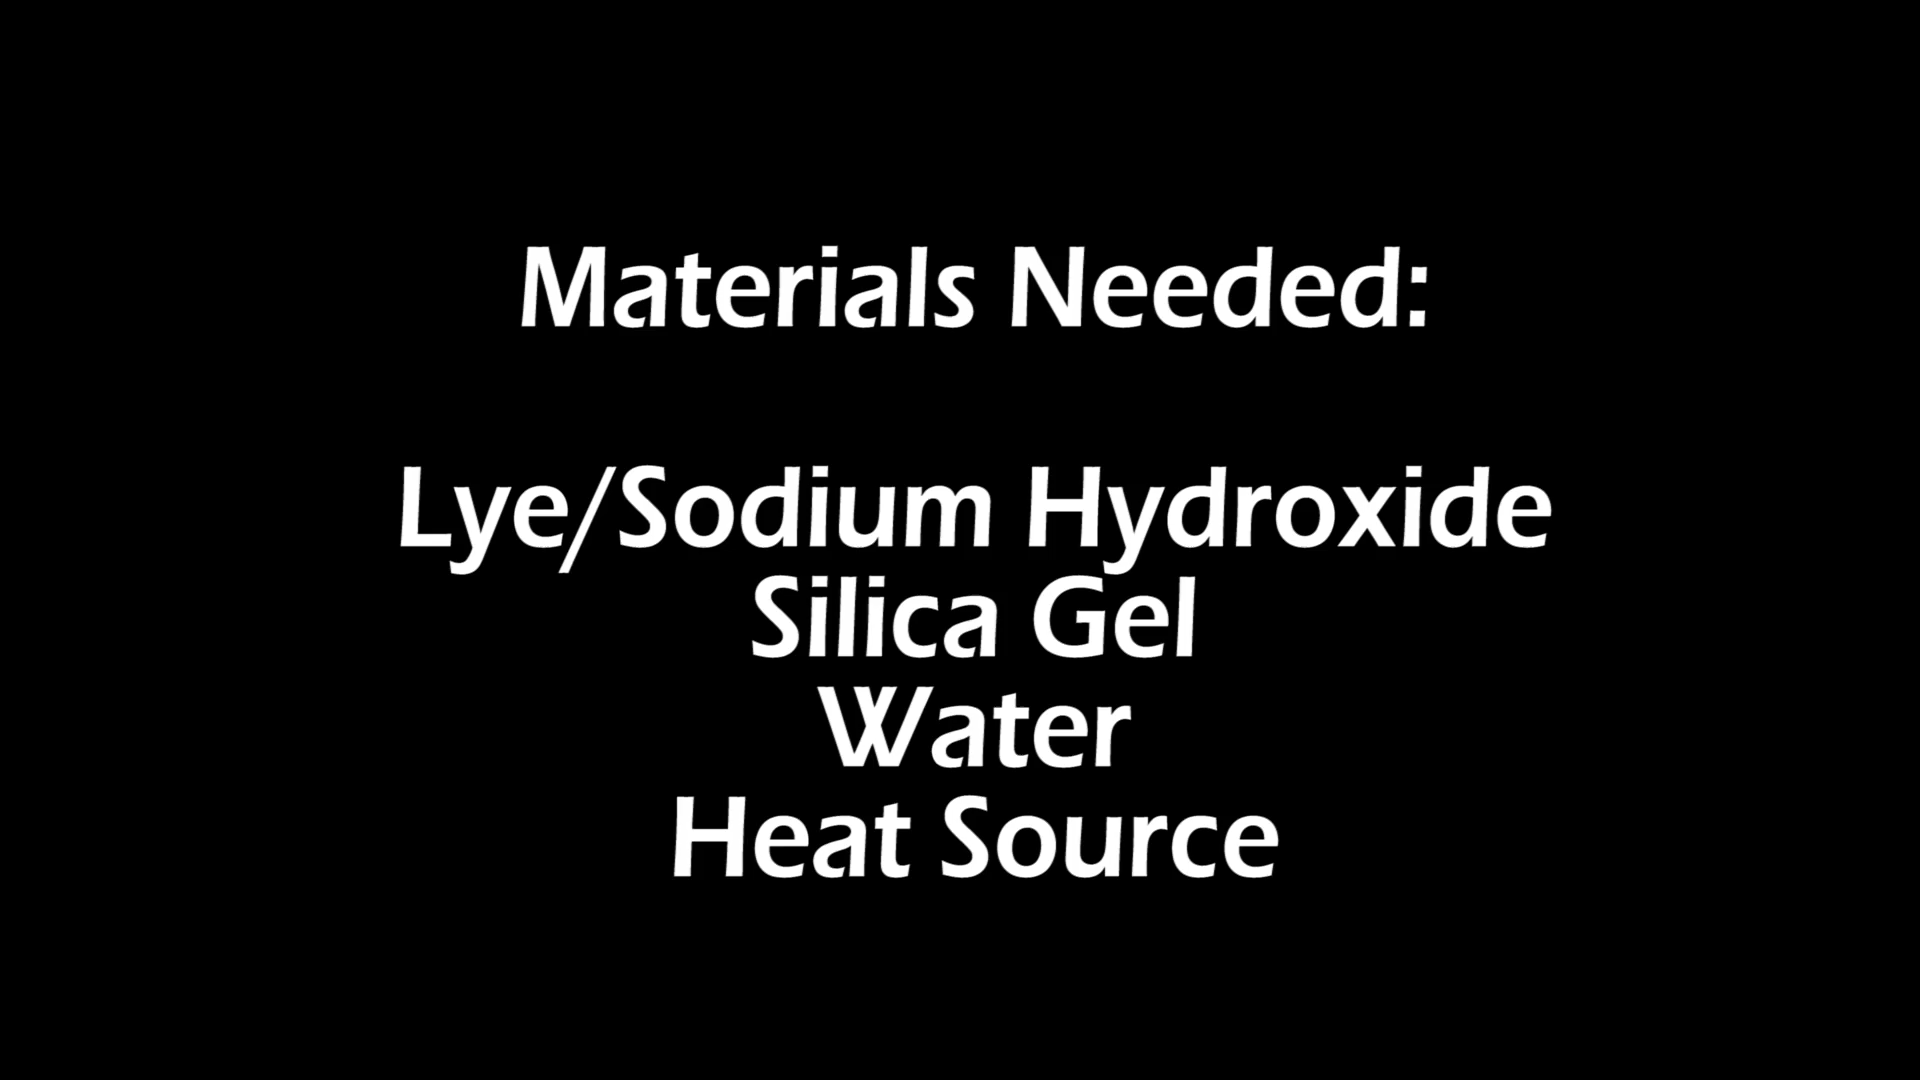 Materials Needed:
Lye/Sodium Hydroxide
Silica Gel
Water
Heat Source